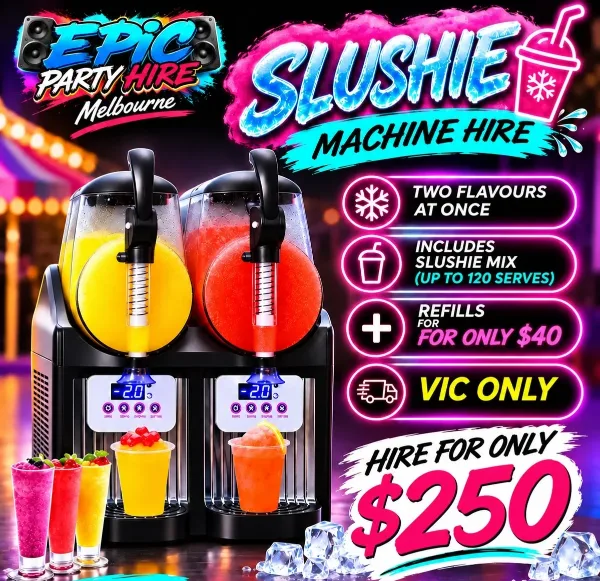 EPIC
PARTY HIRE
Melbourne
SLUSHIE
MACHINE HIRE
TWO FLAVOURS
AT ONCE
INCLUDES
SLUSHIE MIX
(UP TO 120 SERVES)
REFILLS
FOR
FOR ONLY $40
VIC ONLY
-2.0
-2.0
HIRE FOR ONLY
$250